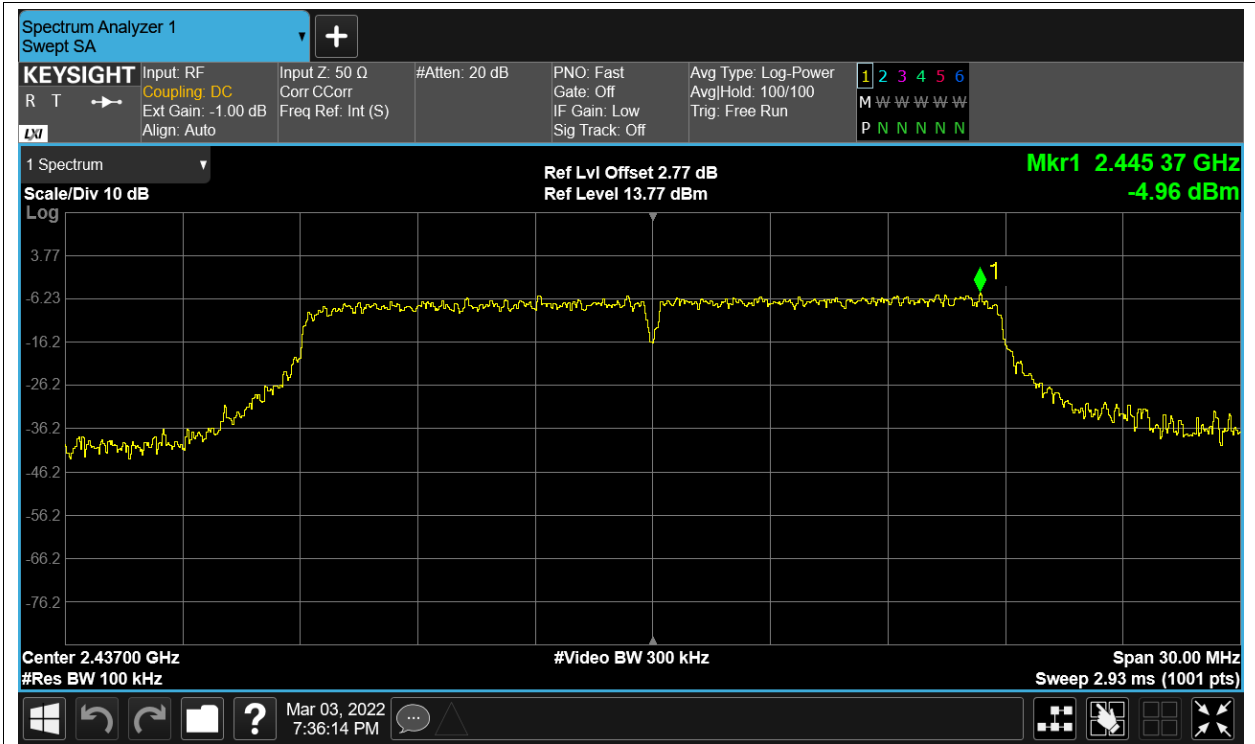 Spectrum Analyzer 1
Swept SA
KEYSIGHT
R T
LXI
Input: RF
Coupling: DC
Ext Gain: -1.00 dB
Align: Auto
Input Z: 50 Ω
Corr CCorr
Freq Ref: Int (S)
#Atten: 20 dB
PNO: Fast
Gate: Off
IF Gain: Low
Sig Track: Off
Avg Type: Log-Power
Avg|Hold: 100/100
Trig: Free Run
1 2 3 4 5 6
M W W W W W
P N N N N N
1 Spectrum
Scale/Div 10 dB
Log
Ref Lvl Offset 2.77 dB
Ref Level 13.77 dBm
Mkr1 2.445 37 GHz
-4.96 dBm
1
3.77
-6.23
-16.2
-26.2
-36.2
-46.2
-56.2
-66.2
-76.2
Center 2.43700 GHz
#Res BW 100 kHz
#Video BW 300 kHz
Span 30.00 MHz
Sweep 2.93 ms (1001 pts)
?
Mar 03, 2022
7:36:14 PM